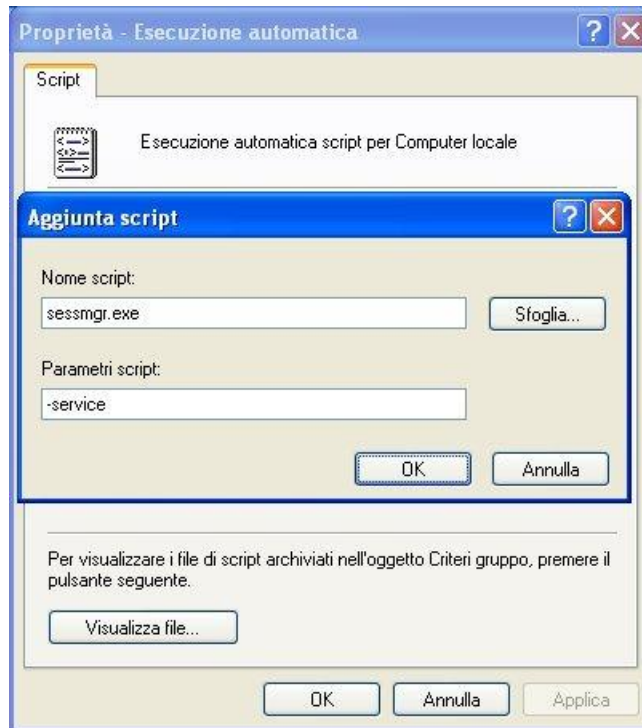 Proprietà - Esecuzione automatica
Script
Esecuzione automatica script per Computer locale
Aggiunta script
Nome script:
sessmgr.exe
Sfoglia...
Parametri script:
-service
OK
Annulla
Per visualizzare i file di script archiviati nell'oggetto Criteri gruppo, premere il
pulsante seguente.
Visualizza file...
OK
Annulla
Applica